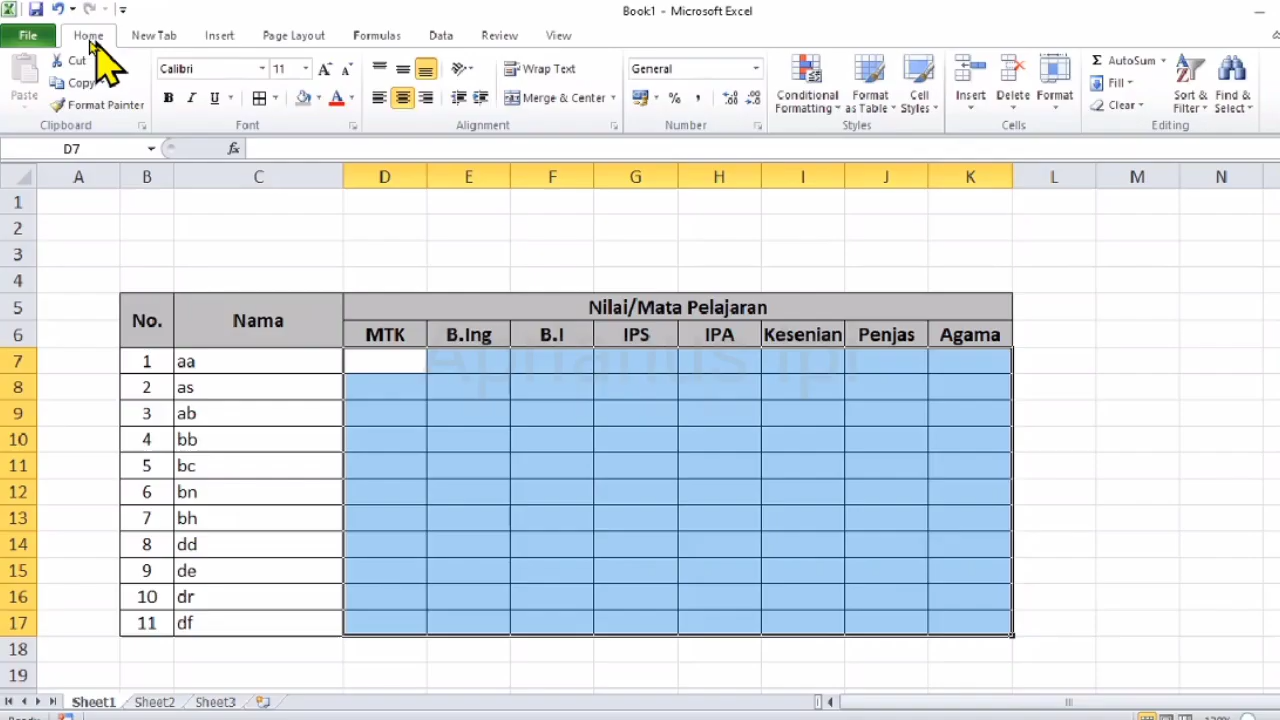 Book1 - Microsoft Excel
File Home New Tab Insert Page Layout Formulas Data Review View
Paste Cut Copy Format Painter Clipboard
Calibri 11 B I U A A A Font
Wrap Text Merge & Center Alignment
General % , Number
Conditional Formatting Format as Table Cell Styles Styles
Insert Delete Format Cells
Σ AutoSum Fill Clear Sort & Filter Find & Select Editing
D7 fx
A B C D E F G H I J K L M N
1
2
3
4
5 No. Nama Nilai/Mata Pelajaran
6 MTK B.Ing B.I IPS IPA Kesenian Penjas Agama
7 1 aa
8 2 as
9 3 ab
10 4 bb
11 5 bc
12 6 bn
13 7 bh
14 8 dd
15 9 de
16 10 dr
17 11 df
18
19
Sheet1 Sheet2 Sheet3